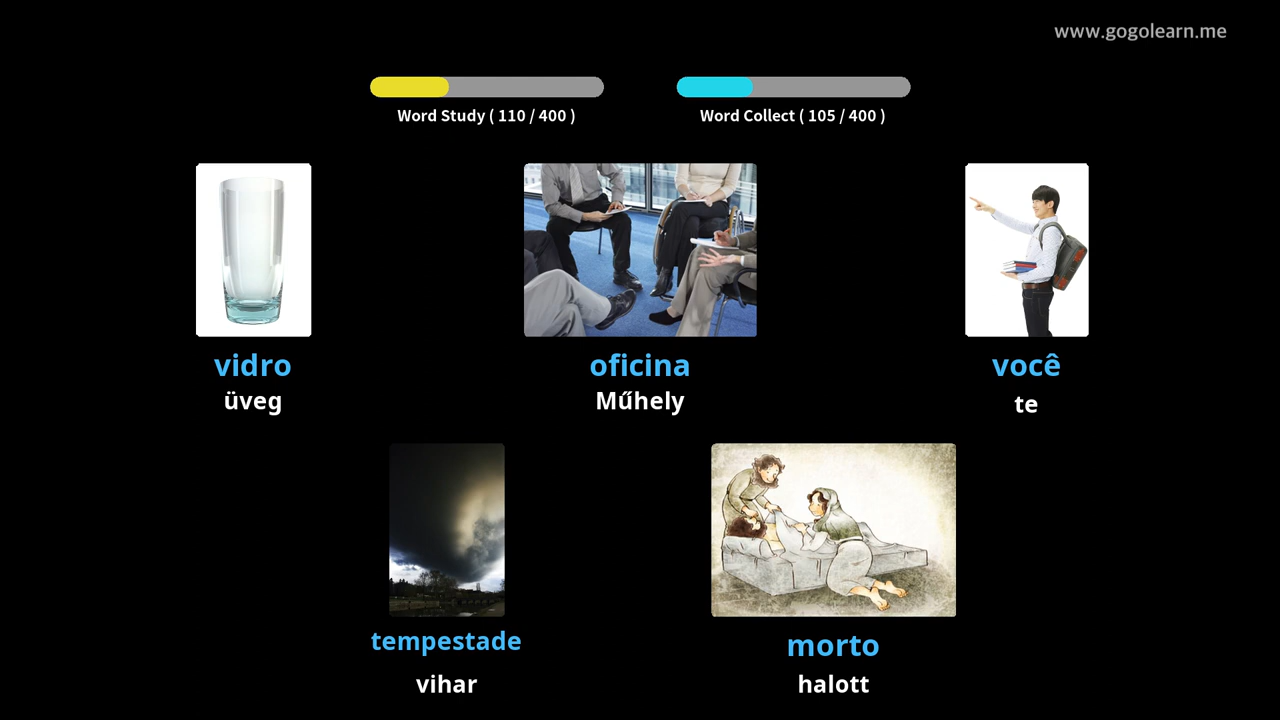 www.gogolearn.me
Word Study ( 110 / 400 )
Word Collect ( 105 / 400 )
vidro
üveg
oficina
Műhely
você
te
tempestade
vihar
morto
halott